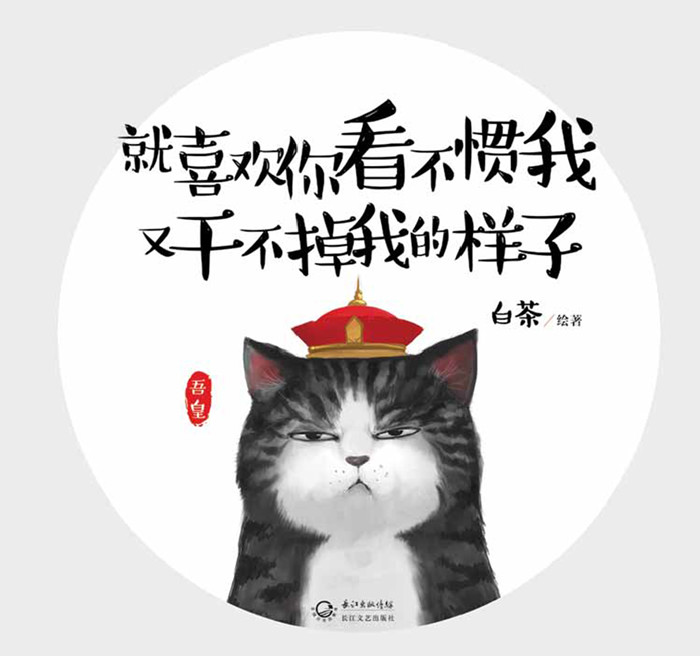 就喜欢你看不惯我
又干不掉我的样子
白茶/绘著
吾皇
长江出版传媒
长江文艺出版社